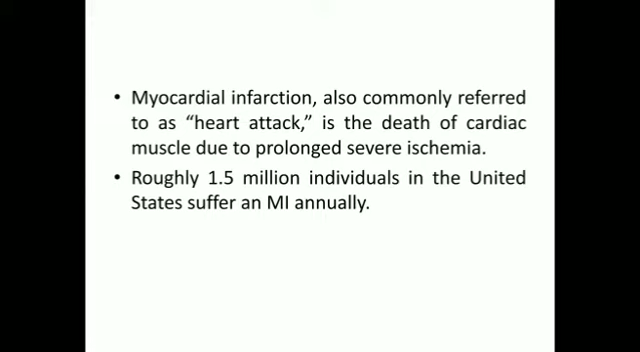 • Myocardial infarction, also commonly referred
to as “heart attack,” is the death of cardiac
muscle due to prolonged severe ischemia.
• Roughly 1.5 million individuals in the United
States suffer an MI annually.